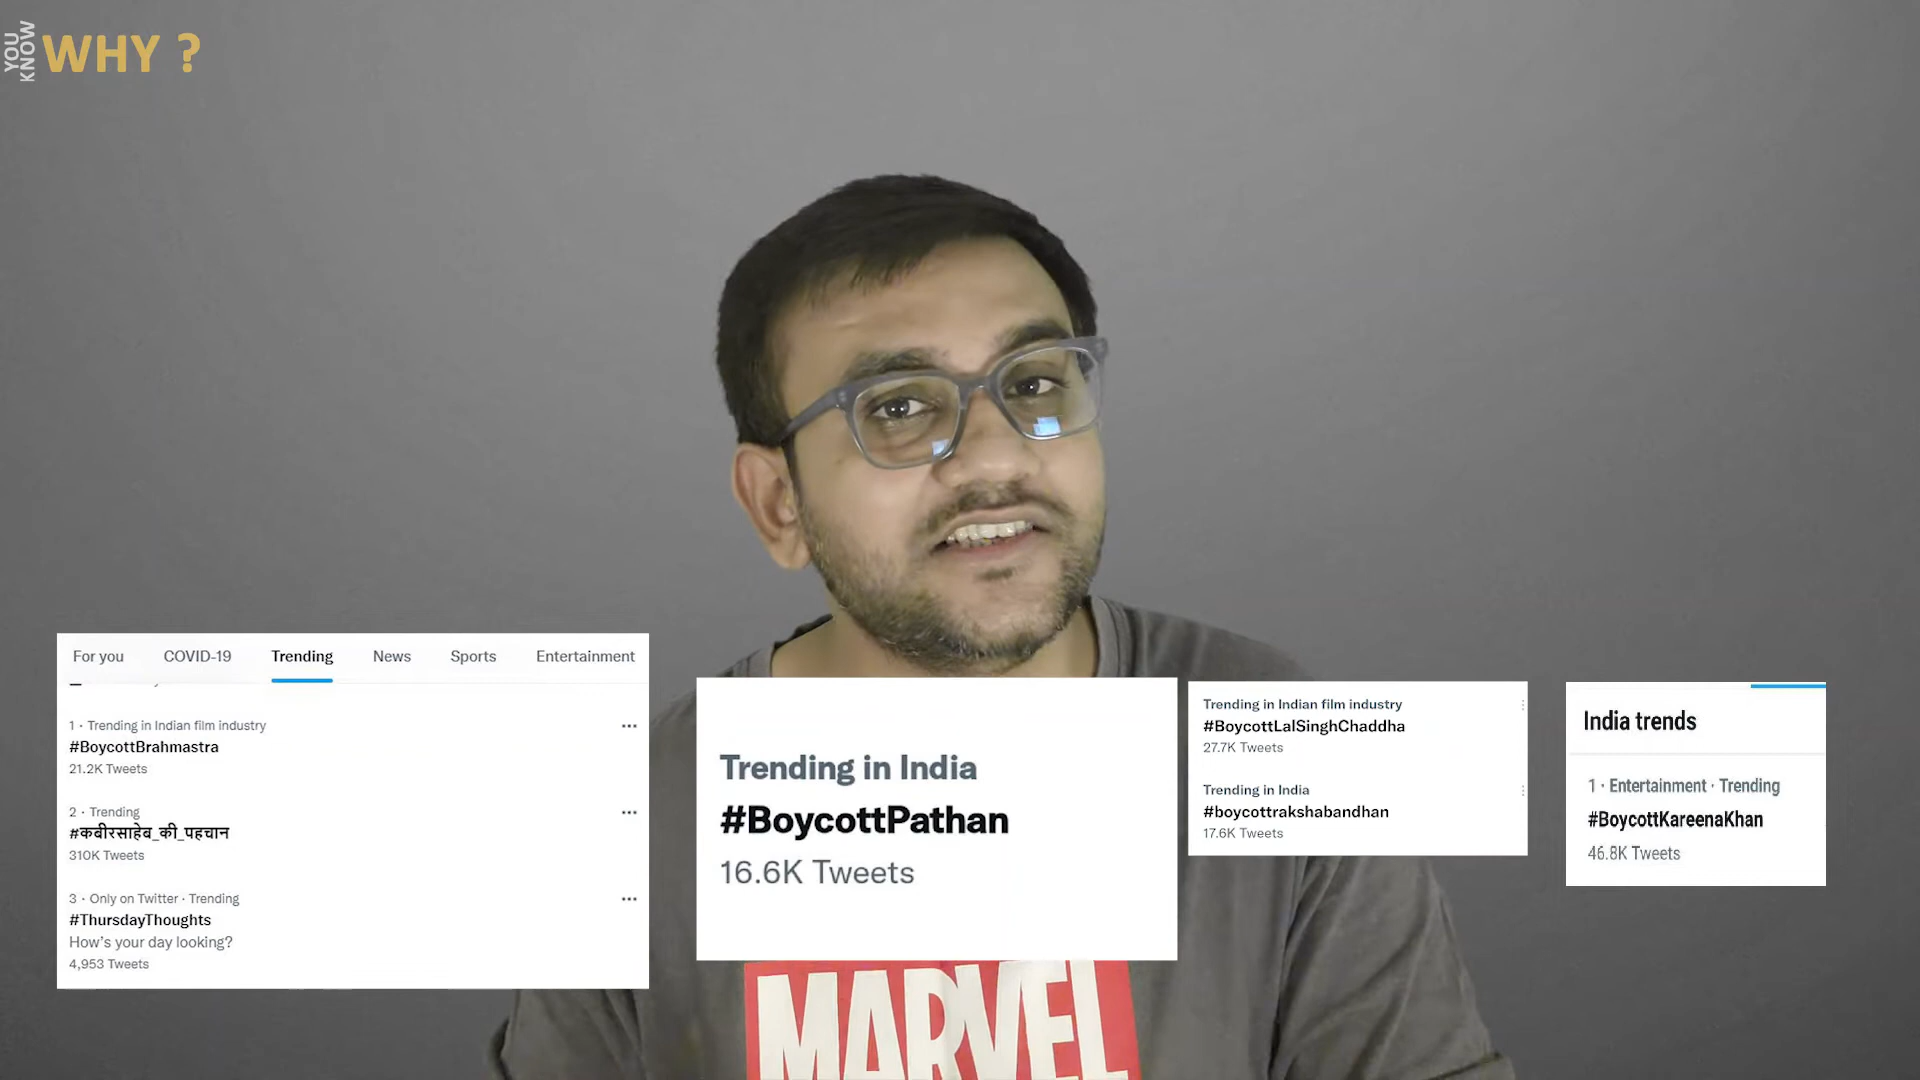 YOU
KNOW
WHY ?
For you COVID-19 Trending News Sports Entertainment
1 · Trending in Indian film industry
#BoycottBrahmastra
21.2K Tweets
2 · Trending
#कबीरसाहेब_की_पहचान
310K Tweets
3 · Only on Twitter · Trending
#ThursdayThoughts
How's your day looking?
4,953 Tweets
Trending in India
#BoycottPathan
16.6K Tweets
Trending in Indian film industry
#BoycottLalSinghChaddha
27.7K Tweets
Trending in India
#boycottrakshabandhan
17.6K Tweets
India trends
1 · Entertainment · Trending
#BoycottKareenaKhan
46.8K Tweets
MARVEL